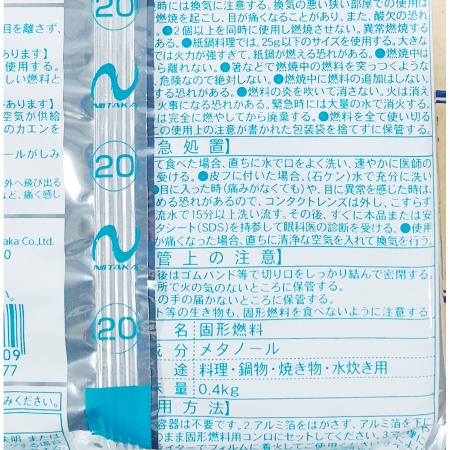 時には換気に注意する。換気の悪い狭い部屋での使用は
燃焼を起こし、目が痛くなることがあり、また、酸欠の恐れ
。●2個以上を同時に使用し燃焼させない。異常燃焼する
がある。●紙鍋料理では、25g以下のサイズを使用する。大きな
では火力が強すぎて、紙鍋が燃える恐れがある。●燃焼中は
ら離れない。●箸などで燃焼中の燃料を突っつくような
危険なので絶対しない。●燃焼中に燃料の追加はしない。
する恐れがある。●燃料の炎を吹いて消さない。火は消え
火事になる恐れがある。緊急時には大量の水で消火する。
は完全に燃やしてから廃棄する。●燃料を全て使い切る
この使用上の注意が書かれた包装袋を捨てずに保管する。
急処置】
て食べた場合、直ちに水で口をよく洗い、速やかに医師の
受ける。●皮フに付いた場合、(石ケン)水で充分に洗い
●目に入った時(痛みがなくても)や、目に異常を感じた時は、
める恐れがあるので、コンタクトレンズは外し、こすらず
流水で15分以上洗い流す。その後、すぐに本品または安
タシート(SDS)を持参して眼科医の診断を受ける。●使用
が痛くなった場合、直ちに清浄な空気を入れて換気を行う。
管上の注意】
後はゴムバンド等で切り口をしっかり結んで密閉する。
所で火の気のないところに保管する。
の手の届かないところに保管する。
ト等の生き物も、固形燃料を食べないように注意する
名 固形燃料
成分 メタノール
途 料理・鍋物・焼き物・水炊き用
量 0.4kg
用方法】
容器は不要です。2.アルミ箔をはがさず、アルミ箔を下
のまま固形燃料用コンロにセットしてください。
20
NITAKA
20
NITAKA
20
を離さず、
あります】
使用する。
しい燃料と
あります】
空気が供給
のカエンを
ールがしみ
外へ飛び出る
ど、痛く感じ
aka Co.,Ltd.
0
09
77
みください。